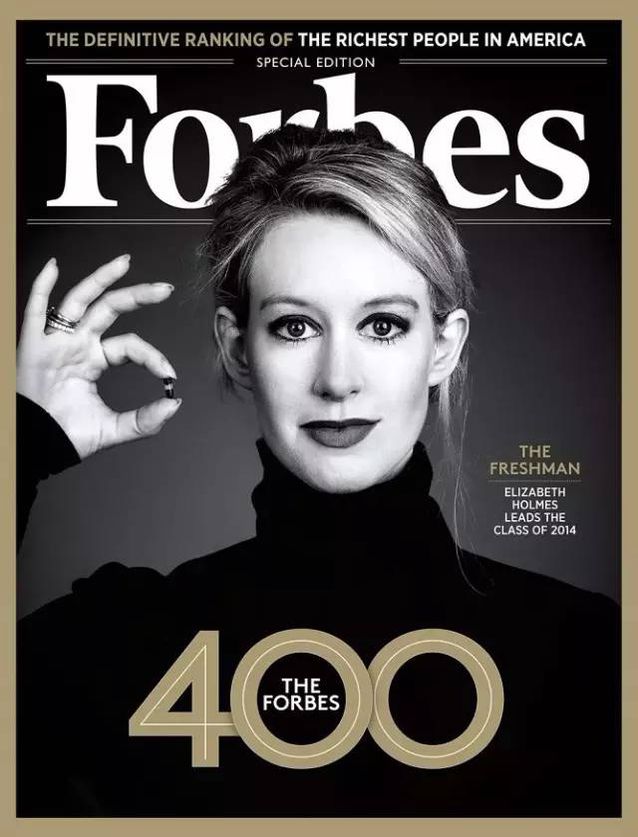 THE DEFINITIVE RANKING OF THE RICHEST PEOPLE IN AMERICA
SPECIAL EDITION
Forbes
THE
FRESHMAN
ELIZABETH
HOLMES
LEADS THE
CLASS OF 2014
400
THE
FORBES